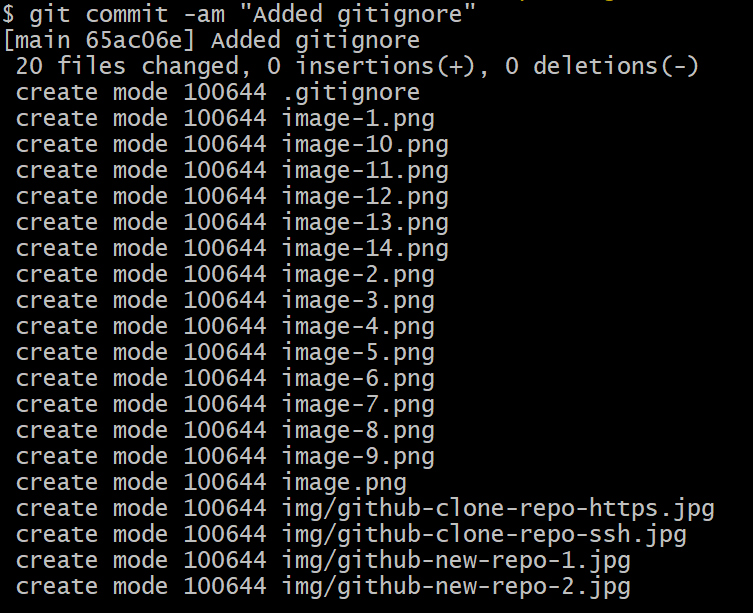 $ git commit -am "Added gitignore"
[main 65ac06e] Added gitignore
20 files changed, 0 insertions(+), 0 deletions(-)
create mode 100644 .gitignore
create mode 100644 image-1.png
create mode 100644 image-10.png
create mode 100644 image-11.png
create mode 100644 image-12.png
create mode 100644 image-13.png
create mode 100644 image-14.png
create mode 100644 image-2.png
create mode 100644 image-3.png
create mode 100644 image-4.png
create mode 100644 image-5.png
create mode 100644 image-6.png
create mode 100644 image-7.png
create mode 100644 image-8.png
create mode 100644 image-9.png
create mode 100644 image.png
create mode 100644 img/github-clone-repo-https.jpg
create mode 100644 img/github-clone-repo-ssh.jpg
create mode 100644 img/github-new-repo-1.jpg
create mode 100644 img/github-new-repo-2.jpg